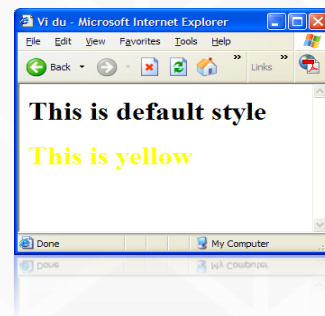 Vi du - Microsoft Internet Explorer
File Edit View Favorites Tools Help
Back » Links »
This is default style
This is yellow
Done My Computer